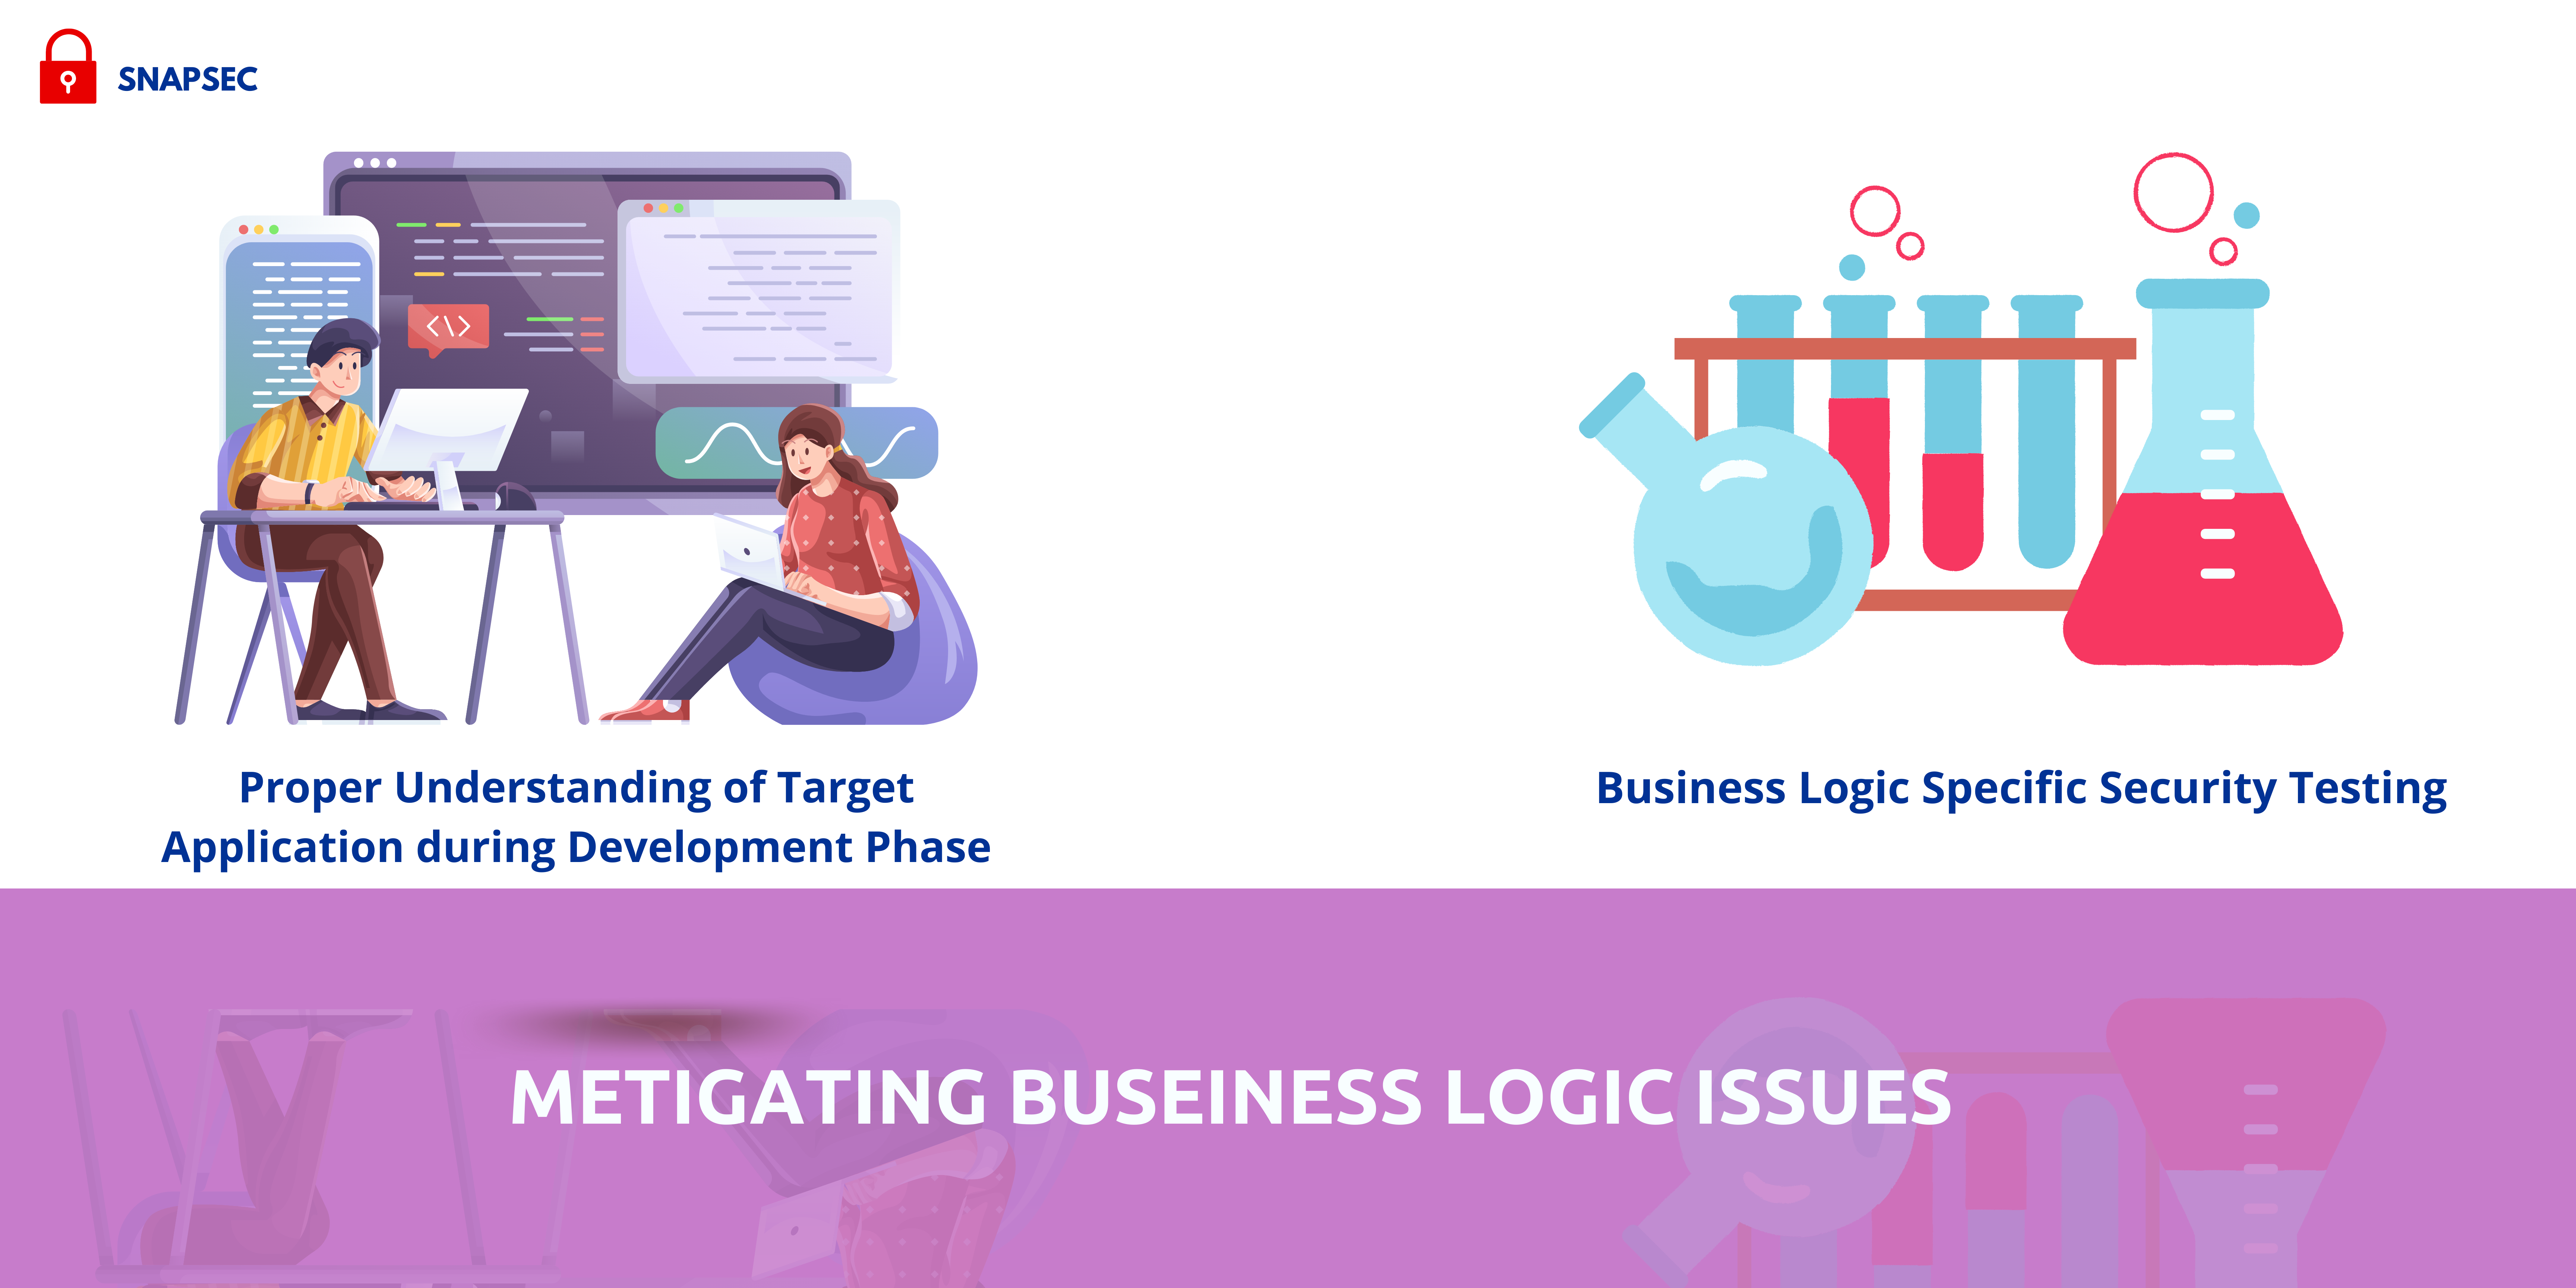 SNAPSEC
Proper Understanding of Target
Application during Development Phase
Business Logic Specific Security Testing
METIGATING BUSEINESS LOGIC ISSUES